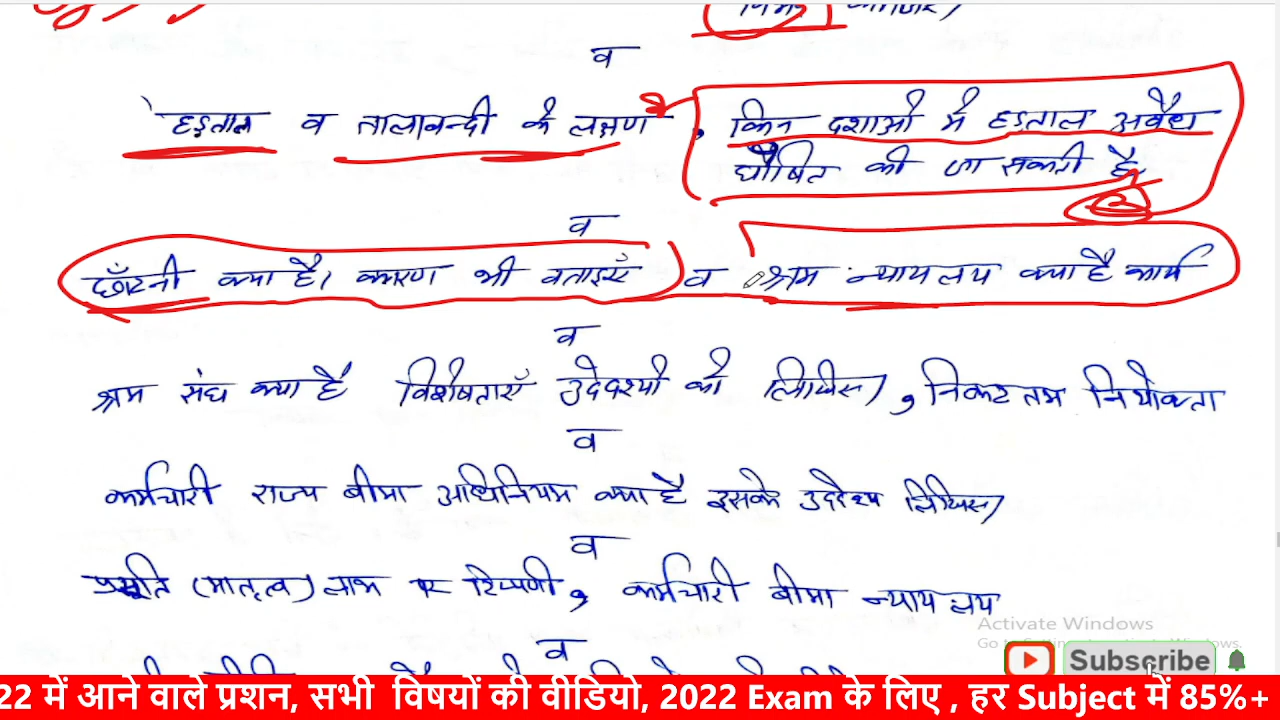 व
हड़ताल व तालाबन्दी के लक्षण, किन दशाओं में हड़ताल अवैध
घोषित की जा सकती है
व
छँटनी क्या है। कारण भी बताइएँ व श्रम न्यायलय क्या है कार्य
व
श्रम संघ क्या है विशेषताएँ उद्देश्यो को लिखिए, निकटतम नियोक्ता
व
कर्मचारी राज्य बीमा अधिनियम क्या है इसके उद्देश्य लिखिए,
व
प्रसूति (मातृत्व) लाभ पर टिप्पणी, कर्मचारी बीमा न्यायलय
व
Activate Windows
Subscribe
22 में आने वाले प्रशन, सभी विषयों की वीडियो, 2022 Exam के लिए , हर Subject में 85%+